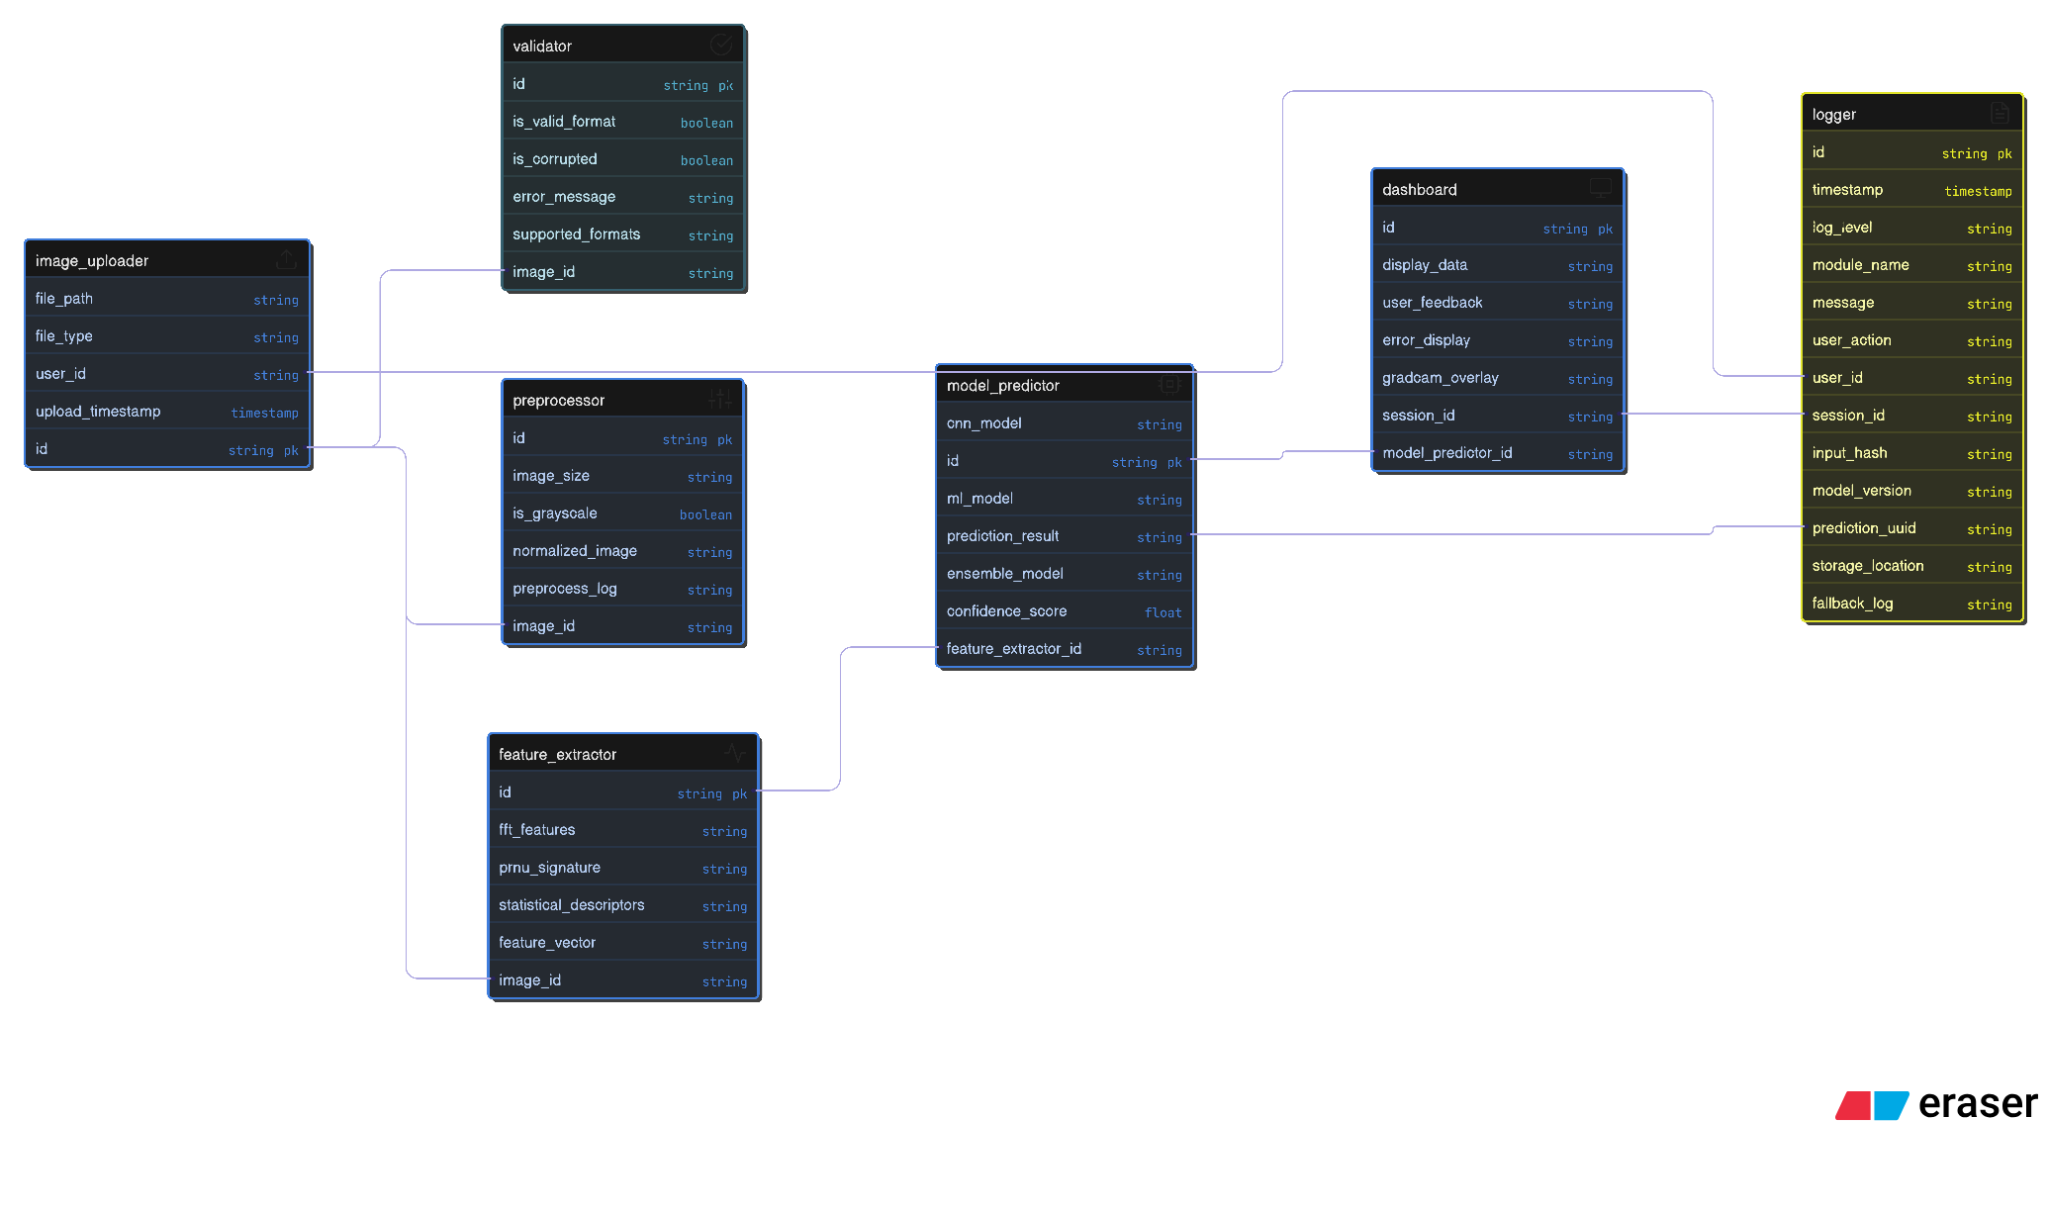 validator
id string pk
is_valid_format boolean
is_corrupted boolean
error_message string
supported_formats string
image_id string
image_uploader
file_path string
file_type string
user_id string
upload_timestamp timestamp
id string pk
preprocessor
id string pk
image_size string
is_grayscale boolean
normalized_image string
preprocess_log string
image_id string
feature_extractor
id string pk
fft_features string
prnu_signature string
statistical_descriptors string
feature_vector string
image_id string
model_predictor
cnn_model string
id string pk
ml_model string
prediction_result string
ensemble_model string
confidence_score float
feature_extractor_id string
dashboard
id string pk
display_data string
user_feedback string
error_display string
gradcam_overlay string
session_id string
model_predictor_id string
logger
id string pk
timestamp timestamp
log_level string
module_name string
message string
user_action string
user_id string
session_id string
input_hash string
model_version string
prediction_uuid string
storage_location string
fallback_log string
eraser